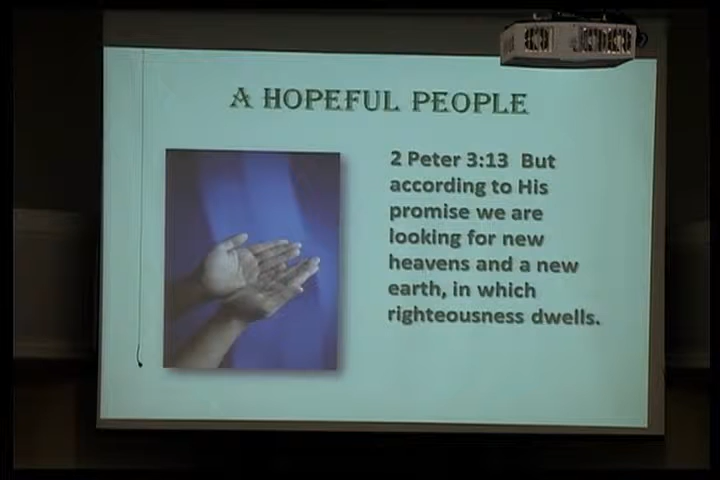 A HOPEFUL PEOPLE
2 Peter 3:13 But
according to His
promise we are
looking for new
heavens and a new
earth, in which
righteousness dwells.